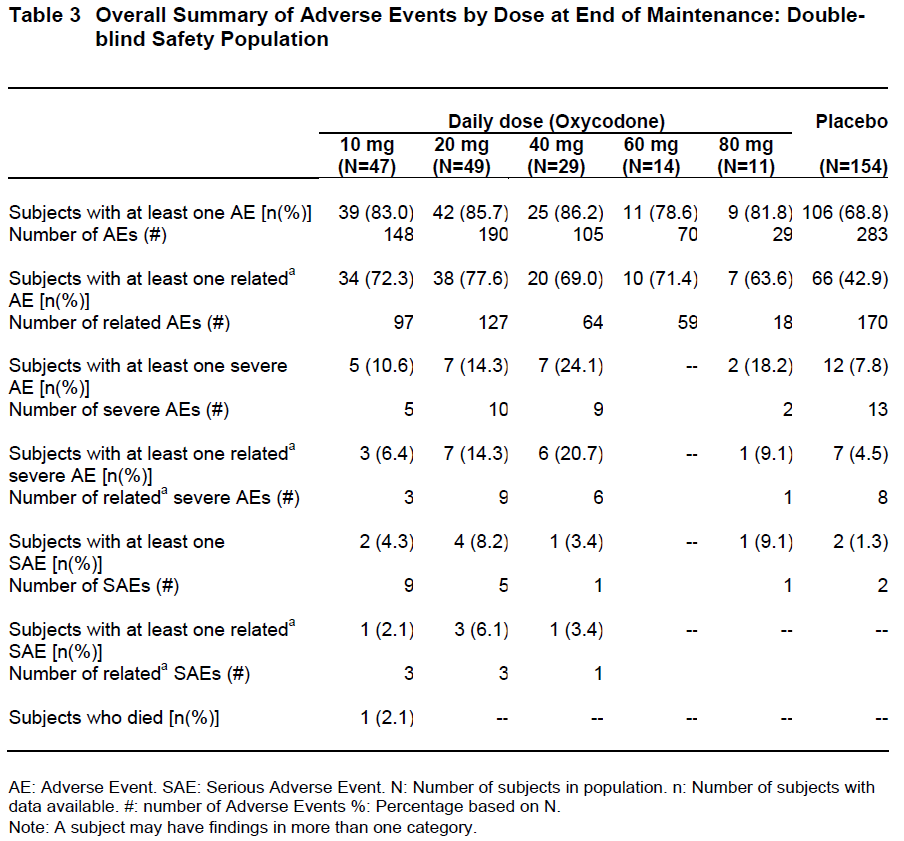 Table 3 Overall Summary of Adverse Events by Dose at End of Maintenance: Double-
blind Safety Population
Daily dose (Oxycodone) Placebo
10 mg 20 mg 40 mg 60 mg 80 mg
(N=47) (N=49) (N=29) (N=14) (N=11) (N=154)
Subjects with at least one AE [n(%)] 39 (83.0) 42 (85.7) 25 (86.2) 11 (78.6) 9 (81.8) 106 (68.8)
Number of AEs (#) 148 190 105 70 29 283
Subjects with at least one relatedᵃ 34 (72.3) 38 (77.6) 20 (69.0) 10 (71.4) 7 (63.6) 66 (42.9)
AE [n(%)]
Number of related AEs (#) 97 127 64 59 18 170
Subjects with at least one severe 5 (10.6) 7 (14.3) 7 (24.1) -- 2 (18.2) 12 (7.8)
AE [n(%)]
Number of severe AEs (#) 5 10 9 2 13
Subjects with at least one relatedᵃ 3 (6.4) 7 (14.3) 6 (20.7) -- 1 (9.1) 7 (4.5)
severe AE [n(%)]
Number of relatedᵃ severe AEs (#) 3 9 6 1 8
Subjects with at least one 2 (4.3) 4 (8.2) 1 (3.4) -- 1 (9.1) 2 (1.3)
SAE [n(%)]
Number of SAEs (#) 9 5 1 1 2
Subjects with at least one relatedᵃ 1 (2.1) 3 (6.1) 1 (3.4) -- -- --
SAE [n(%)]
Number of relatedᵃ SAEs (#) 3 3 1
Subjects who died [n(%)] 1 (2.1) -- -- -- -- --
AE: Adverse Event. SAE: Serious Adverse Event. N: Number of subjects in population. n: Number of subjects with
data available. #: number of Adverse Events %: Percentage based on N.
Note: A subject may have findings in more than one category.